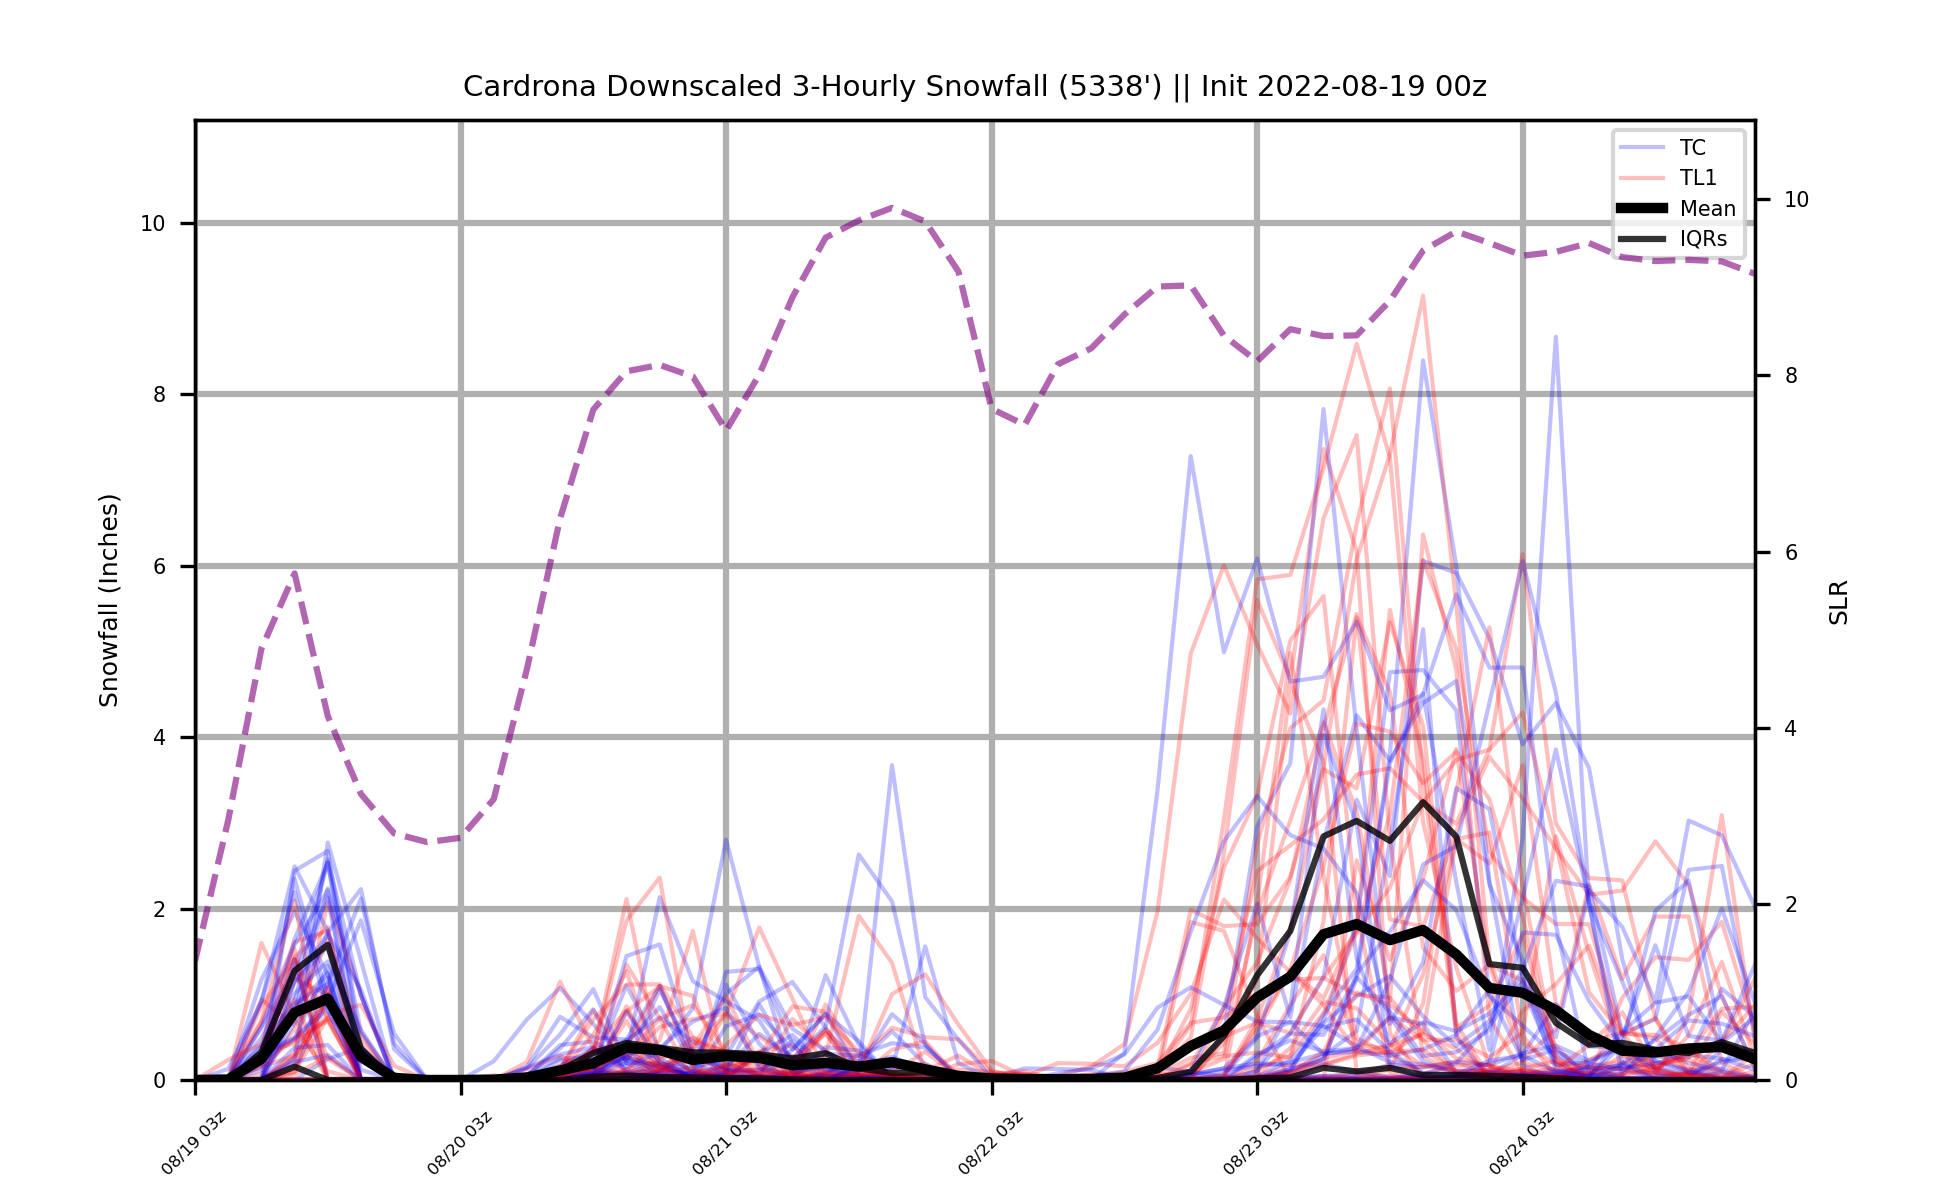 Cardrona Downscaled 3-Hourly Snowfall (5338') || Init 2022-08-19 00z
TC
TL1
Mean
IQRs
Snowfall (Inches)
10
8
6
4
2
0
SLR
10
8
6
4
2
0
08/19 03z
08/20 03z
08/21 03z
08/22 03z
08/23 03z
08/24 03z